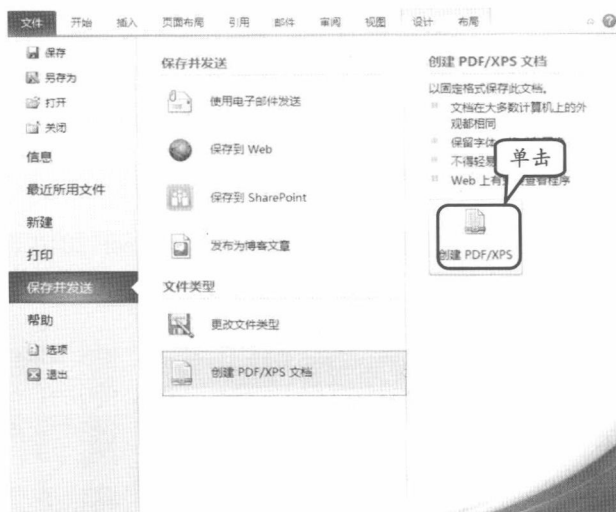 文件 开始 插入 页面布局 引用 邮件 审阅 视图 设计 布局
保存
另存为
打开
关闭
信息
最近所用文件
新建
打印
保存并发送
帮助
选项
退出
保存并发送
使用电子邮件发送
保存到 Web
保存到 SharePoint
发布为博客文章
文件类型
更改文件类型
创建 PDF/XPS 文档
创建 PDF/XPS 文档
以固定格式保存此文档。
文档在大多数计算机上的外
观都相同
保留字体
不得轻易
Web 上有 查看程序
单击
创建 PDF/XPS